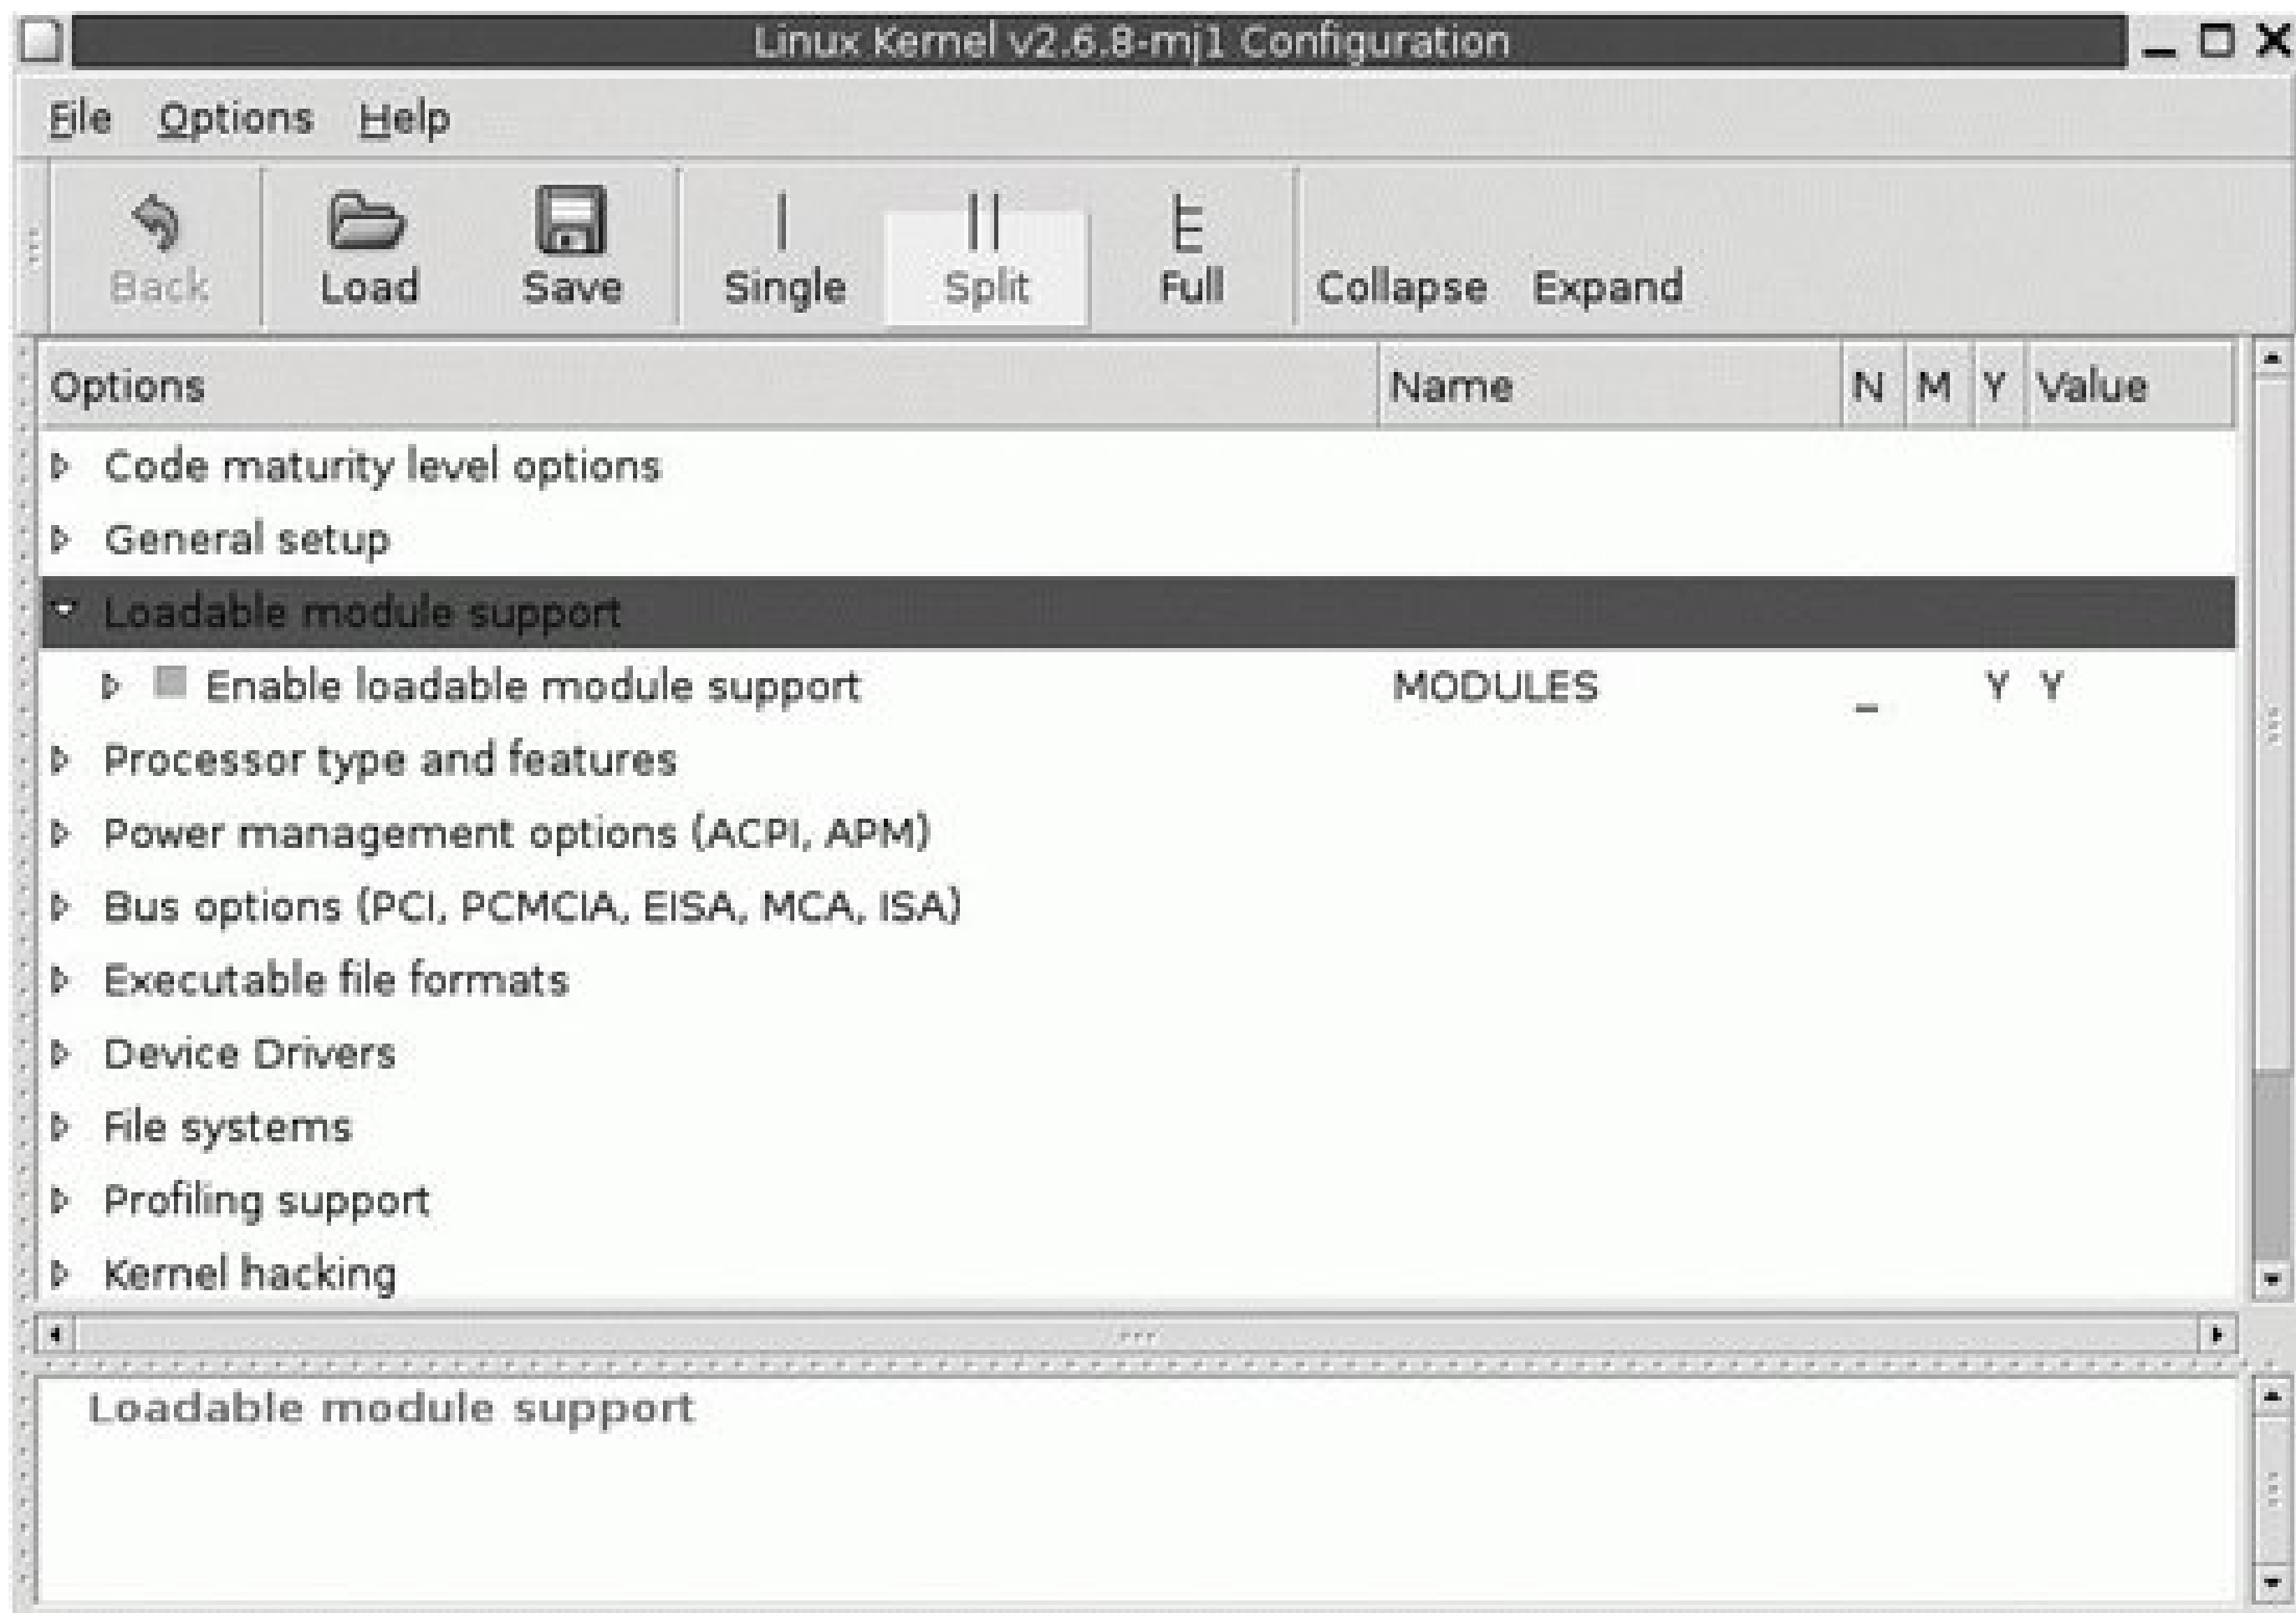 Linux Kernel v2.6.8-mj1 Configuration
File Options Help
Back Load Save Single Split Full Collapse Expand
Options Name N M Y Value
Code maturity level options
General setup
Loadable module support
Enable loadable module support MODULES _ Y Y
Processor type and features
Power management options (ACPI, APM)
Bus options (PCI, PCMCIA, EISA, MCA, ISA)
Executable file formats
Device Drivers
File systems
Profiling support
Kernel hacking
Loadable module support